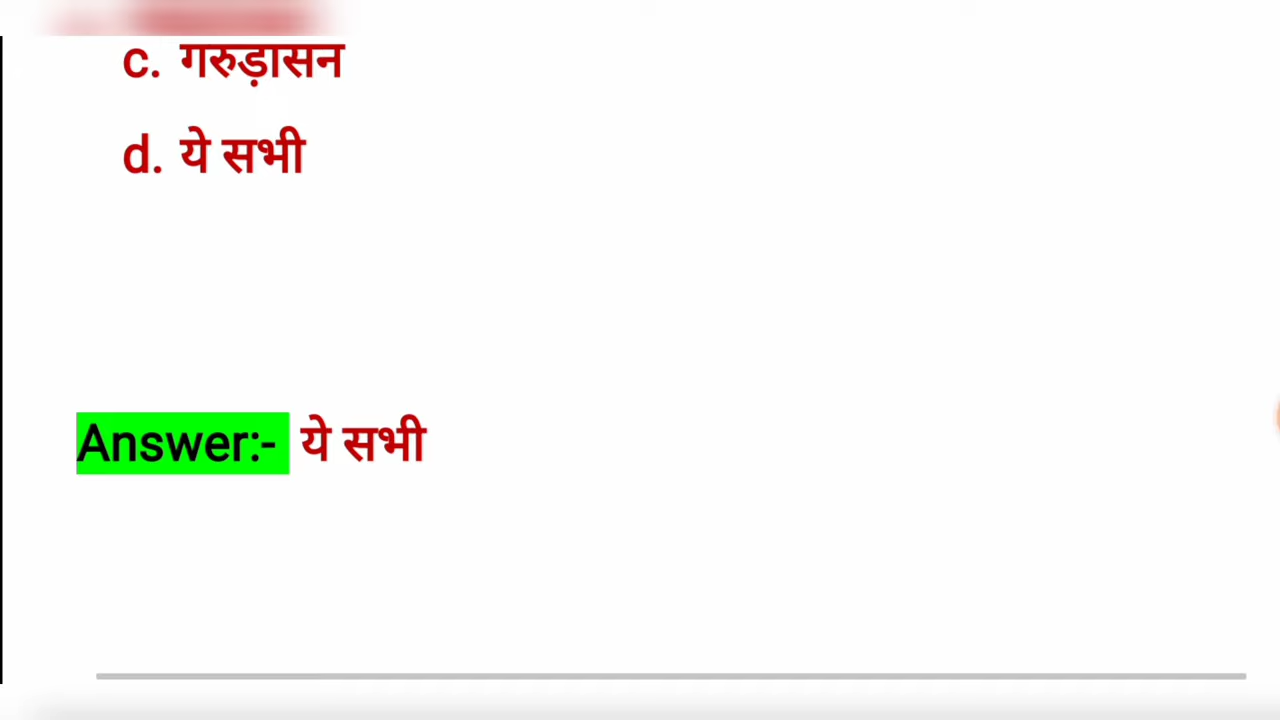 c. गरुड़ासन
d. ये सभी
Answer:- ये सभी